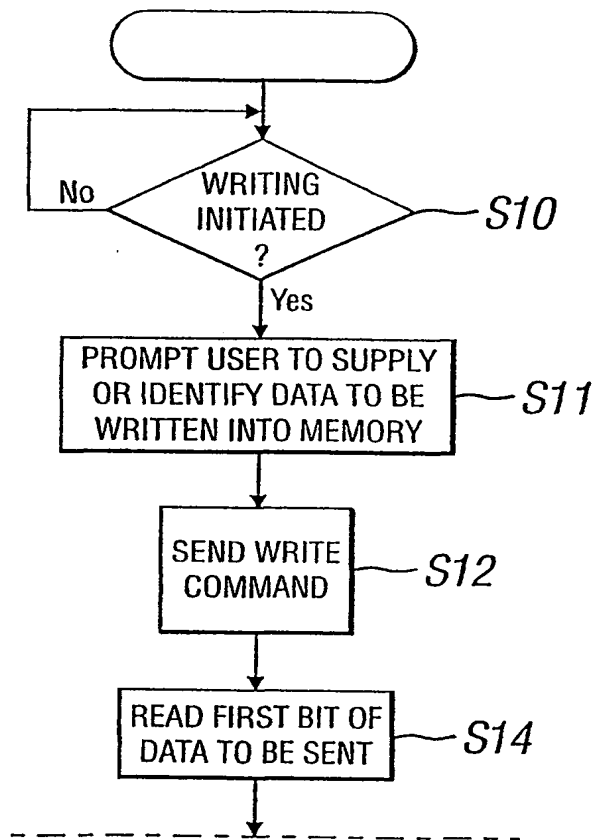 WRITING
INITIATED
?
No
S10
Yes
PROMPT USER TO SUPPLY
OR IDENTIFY DATA TO BE
WRITTEN INTO MEMORY
S11
SEND WRITE
COMMAND
S12
READ FIRST BIT OF
DATA TO BE SENT
S14